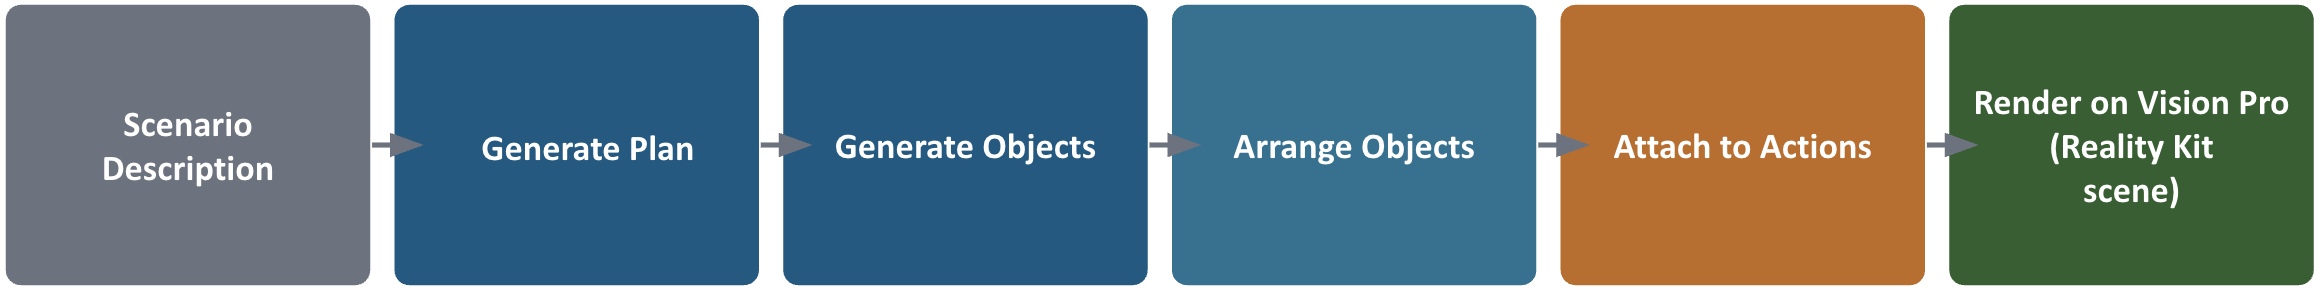 Scenario
Description
Generate Plan
Generate Objects
Arrange Objects
Attach to Actions
Render on Vision Pro
(Reality Kit
scene)